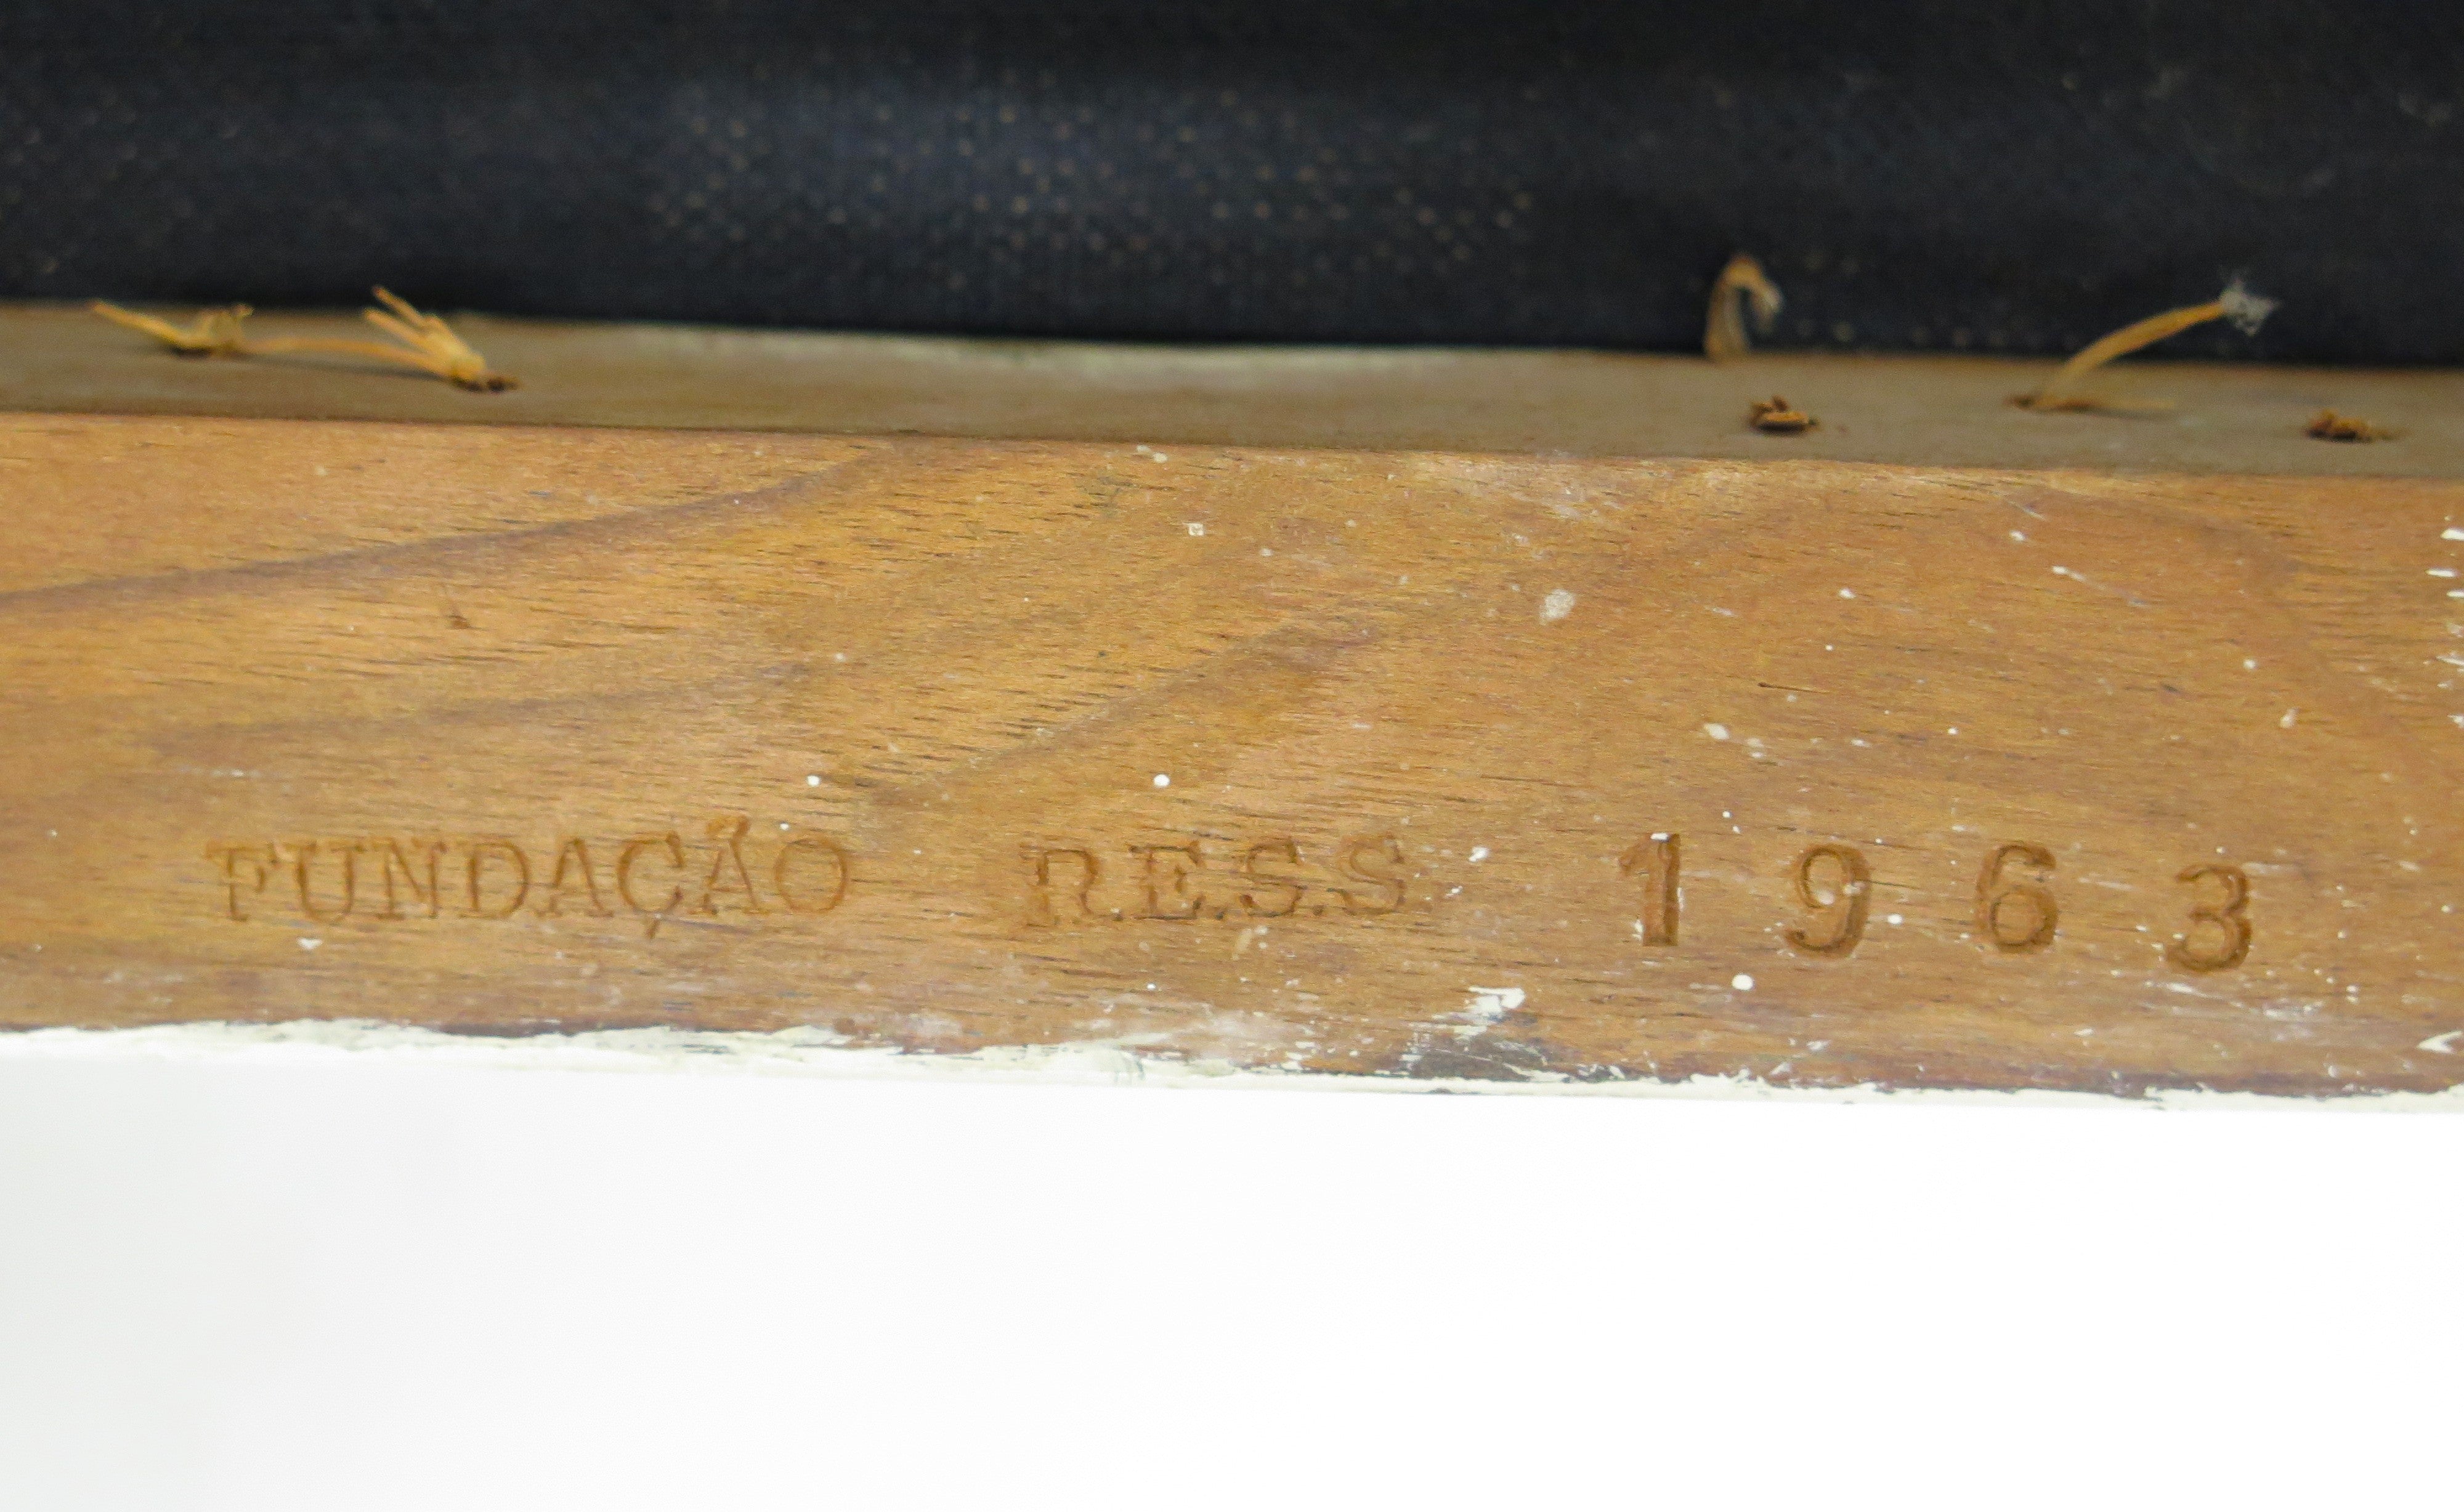 FUNDAÇÃO R.E.S.S 1963